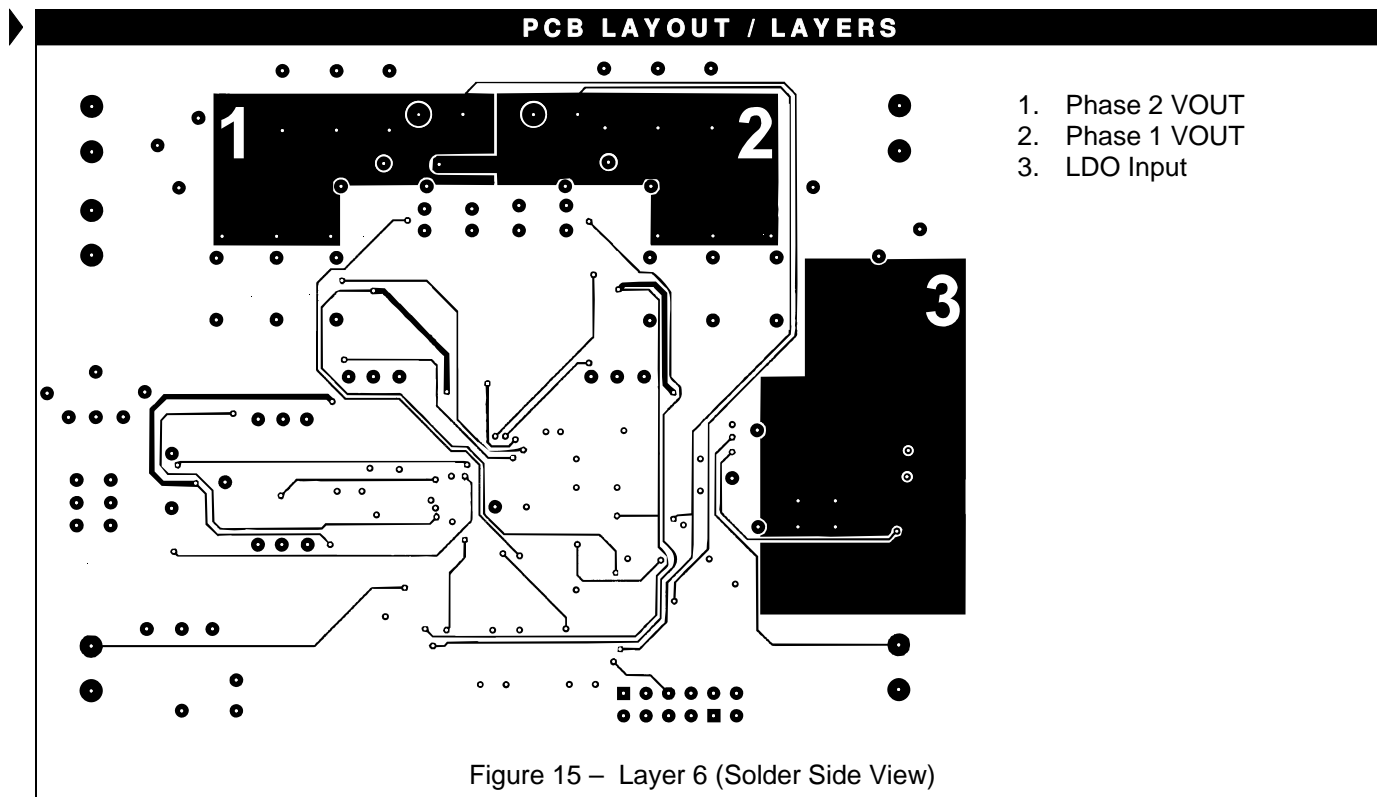 PCB LAYOUT / LAYERS
1
2
3
1. Phase 2 VOUT
2. Phase 1 VOUT
3. LDO Input
Figure 15 – Layer 6 (Solder Side View)